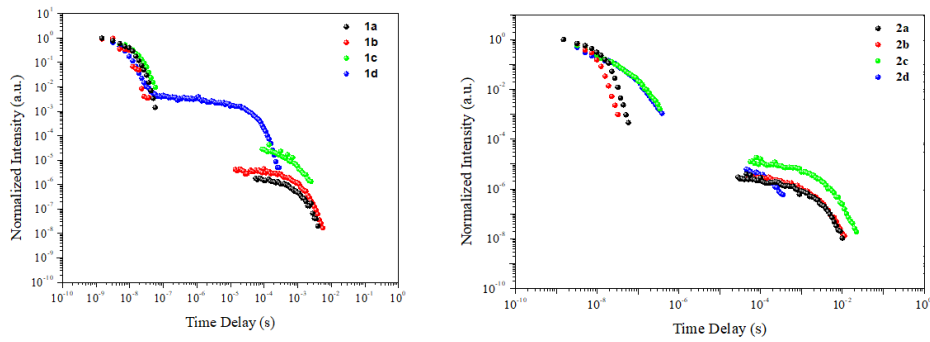 1a
1b
1c
1d
Normalized Intensity (a.u.)
10^1
10^0
10^-1
10^-2
10^-3
10^-4
10^-5
10^-6
10^-7
10^-8
10^-9
10^-10
10^-10 10^-9 10^-8 10^-7 10^-6 10^-5 10^-4 10^-3 10^-2 10^-1 10^0
Time Delay (s)
2a
2b
2c
2d
Normalized Intensity (a.u.)
10^0
10^-2
10^-4
10^-6
10^-8
10^-10
10^-10 10^-8 10^-6 10^-4 10^-2 10^0
Time Delay (s)